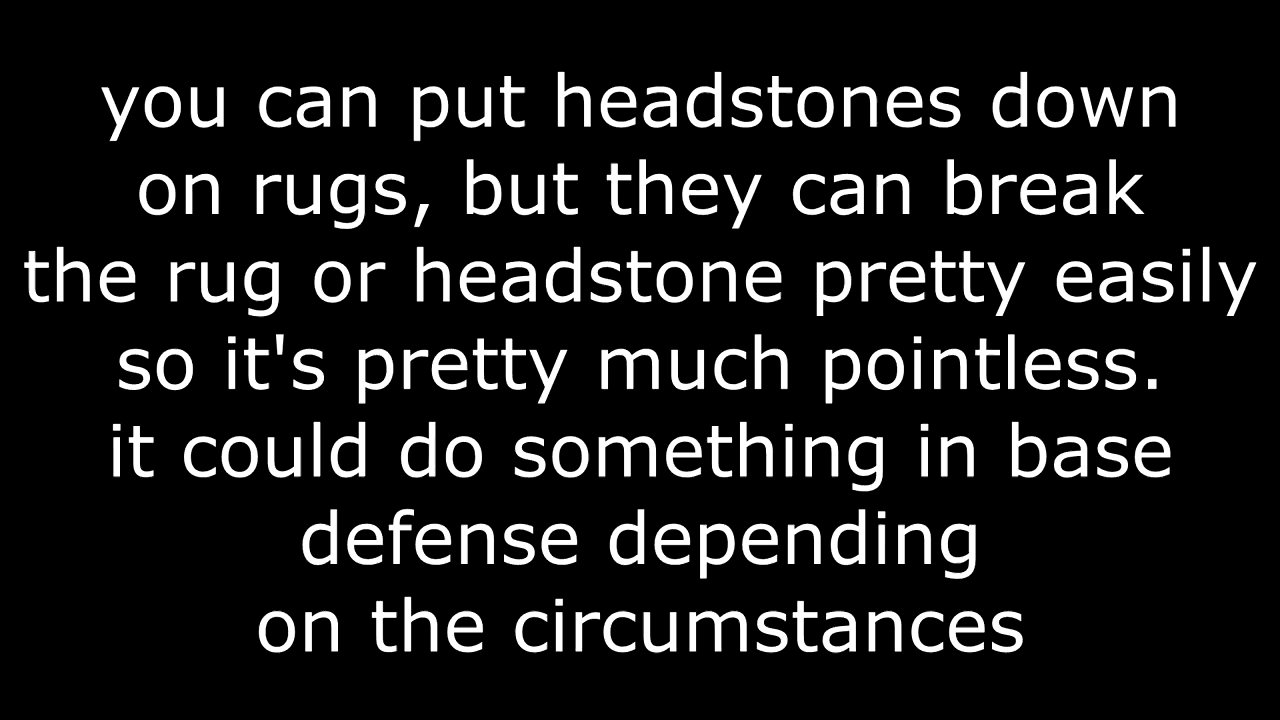 you can put headstones down
on rugs, but they can break
the rug or headstone pretty easily
so it's pretty much pointless.
it could do something in base
defense depending
on the circumstances